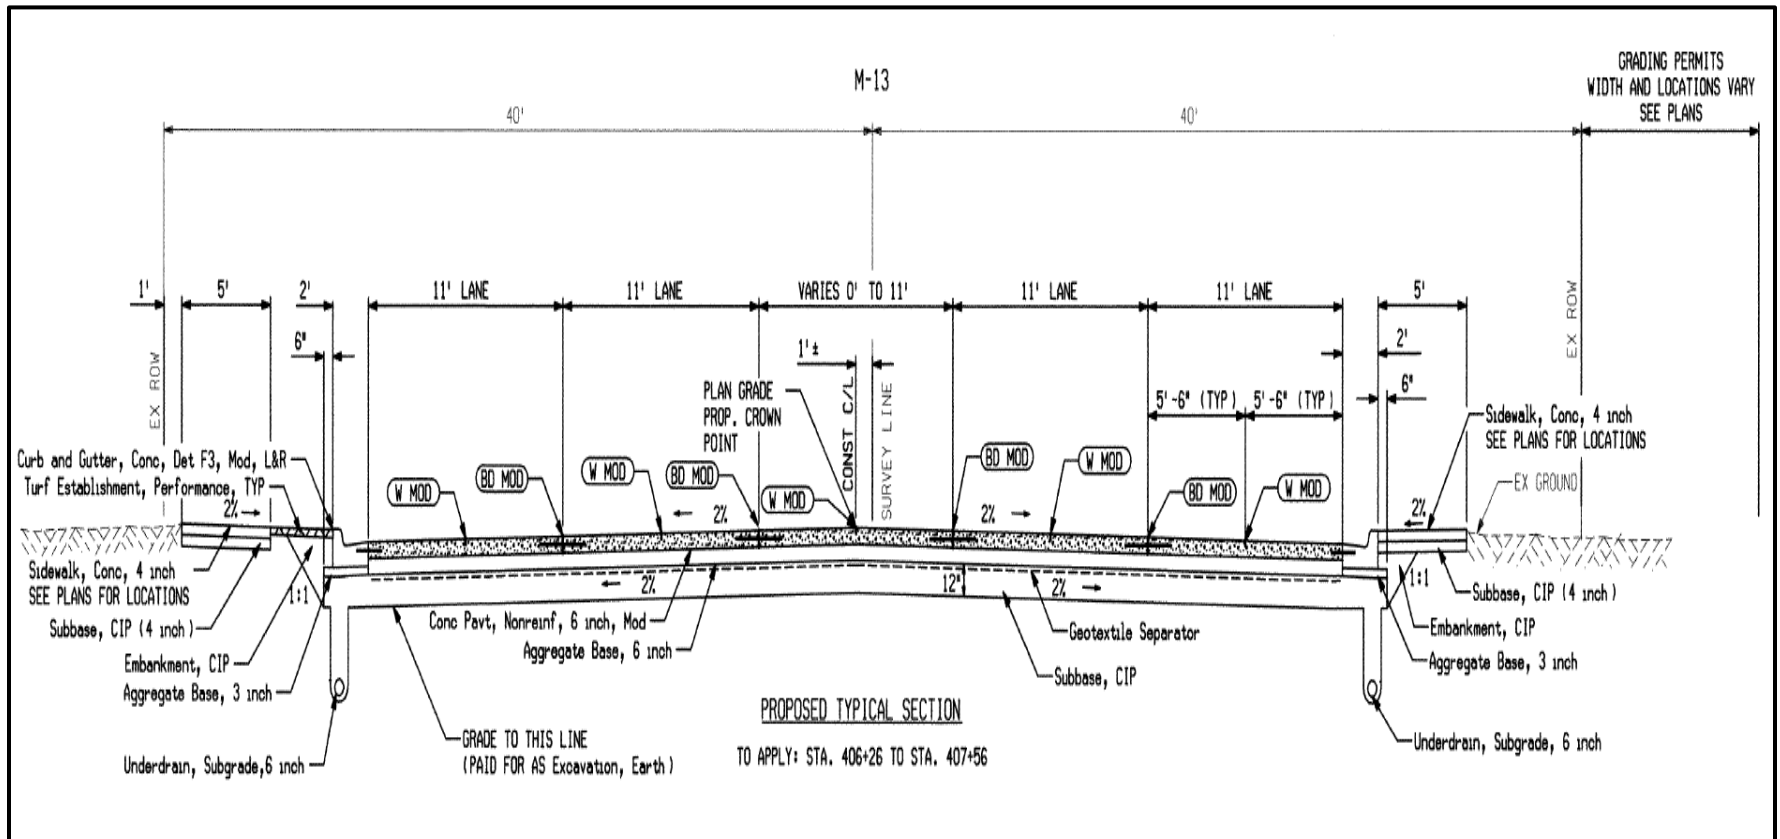 M-13
GRADING PERMITS
WIDTH AND LOCATIONS VARY
SEE PLANS
40'
40'
1'
5'
2'
11' LANE
11' LANE
VARIES 0' TO 11'
11' LANE
11' LANE
5'
6"
1'±
2'
6"
EX ROW
EX ROW
PLAN GRADE
PROP. CROWN
POINT
CONST C/L
SURVEY LINE
5'-6" (TYP)
5'-6" (TYP)
Sidewalk, Conc, 4 inch
SEE PLANS FOR LOCATIONS
Curb and Gutter, Conc, Det F3, Mod, L&R
Turf Establishment, Performance, TYP
W MOD
BD MOD
W MOD
BD MOD
W MOD
BD MOD
W MOD
BD MOD
W MOD
EX GROUND
2%
2%
2%
2%
Sidewalk, Conc, 4 inch
SEE PLANS FOR LOCATIONS
1:1
Subbase, CIP (4 inch)
Embankment, CIP
Aggregate Base, 3 inch
Underdrain, Subgrade,6 inch
2%
12"
2%
Conc Pavt, Nonreinf, 6 inch, Mod
Aggregate Base, 6 inch
Geotextile Separator
Subbase, CIP
1:1
Subbase, CIP (4 inch)
Embankment, CIP
Aggregate Base, 3 inch
Underdrain, Subgrade, 6 inch
GRADE TO THIS LINE
(PAID FOR AS Excavation, Earth)
PROPOSED TYPICAL SECTION
TO APPLY: STA. 406+26 TO STA. 407+56